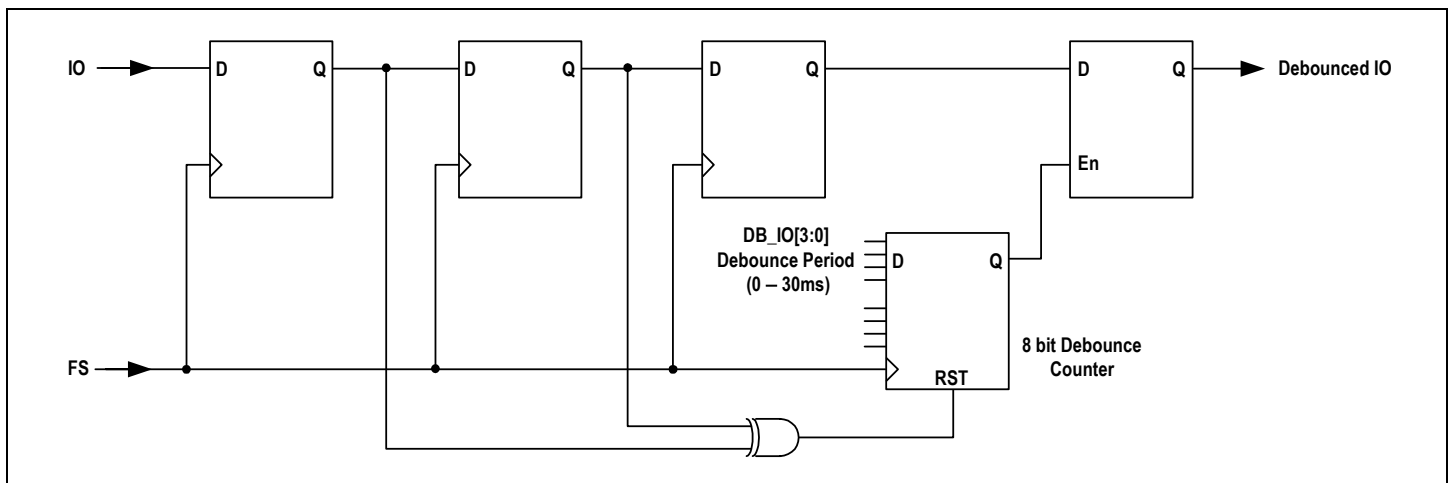 IO
D
Q
D
Q
D
Q
D
Q
Debounced IO
En
DB_IO[3:0]
Debounce Period
(0 – 30ms)
D
Q
8 bit Debounce
Counter
FS
RST